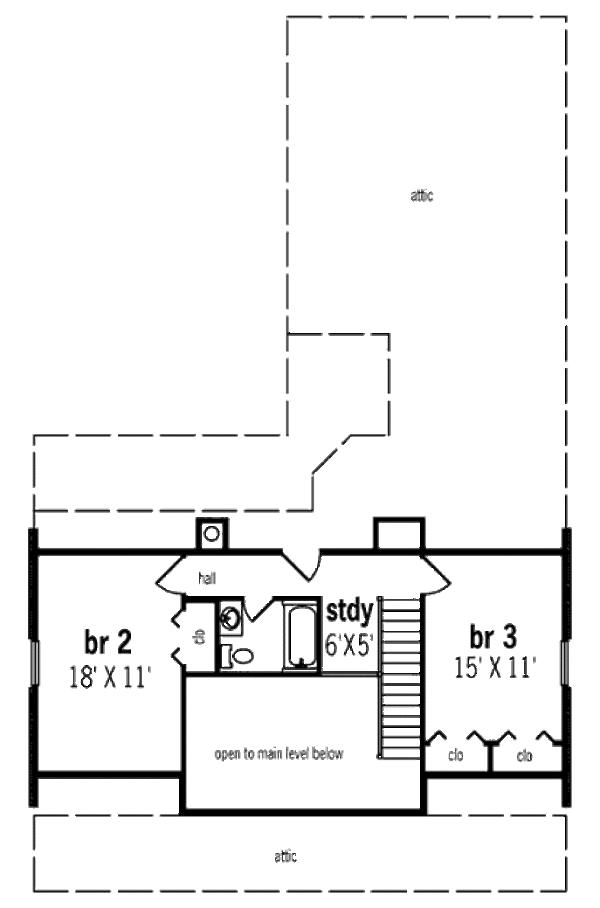 attic
hall
clo
stdy
6'X5'
br 2
18' X 11'
br 3
15' X 11'
open to main level below
clo
clo
attic